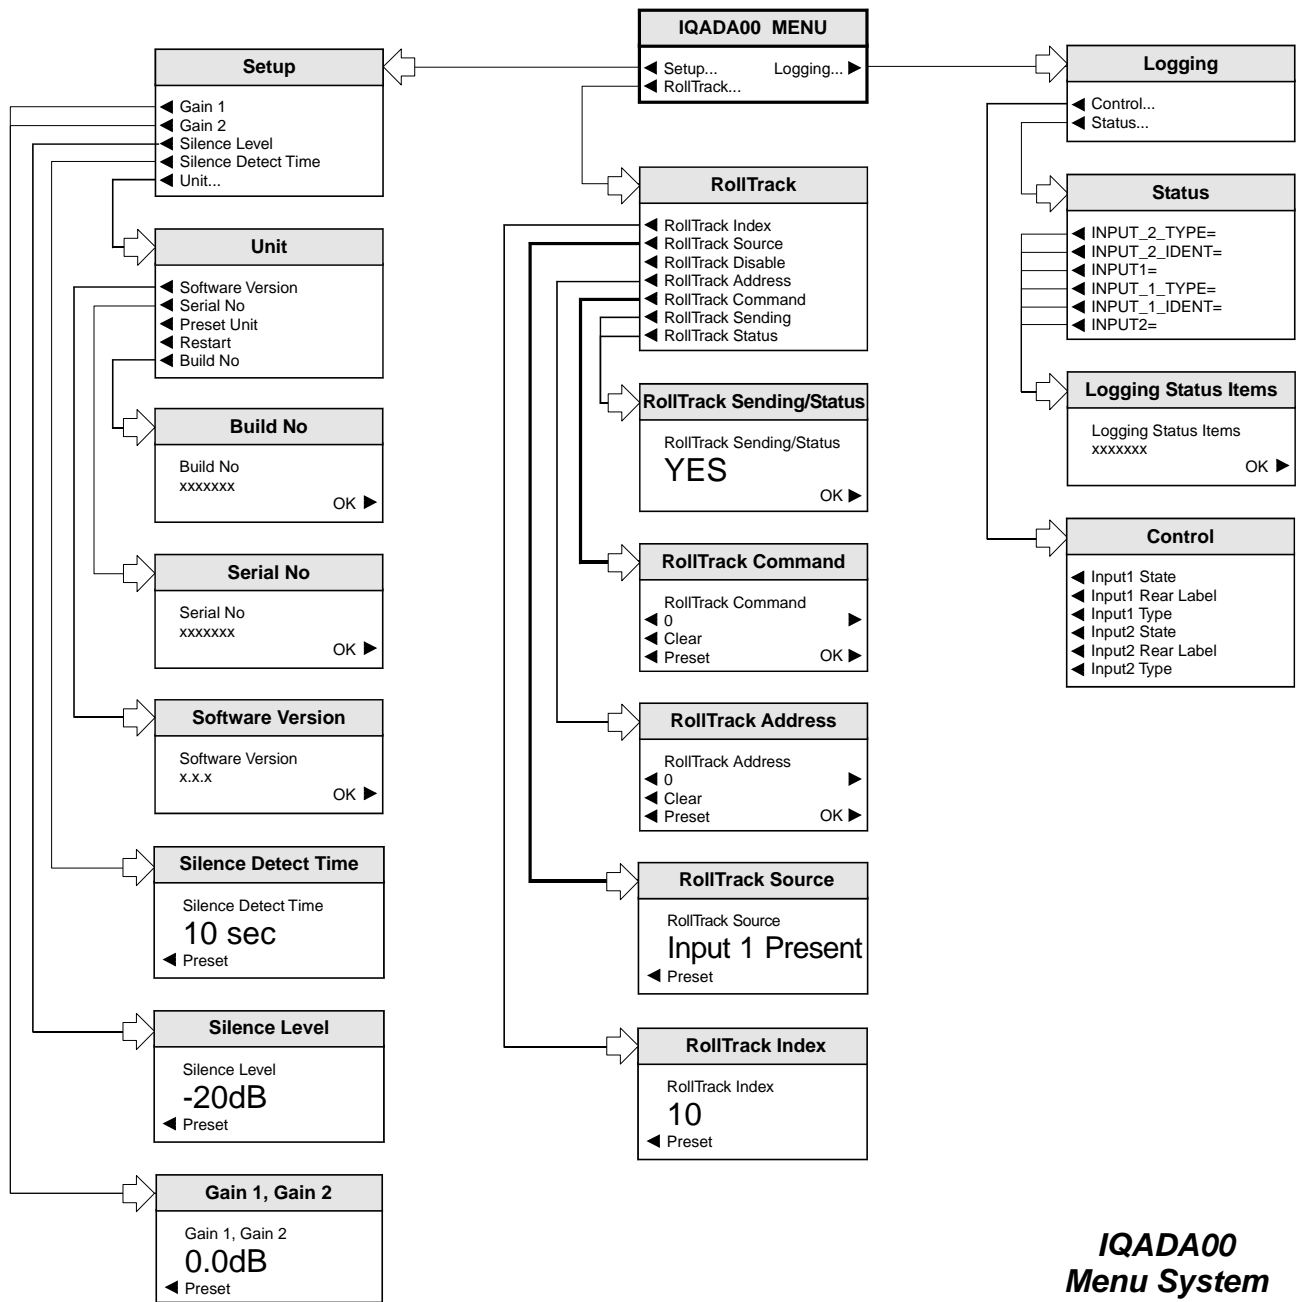 IQADA00 MENU
Setup...
Logging...
RollTrack...
Setup
Gain 1
Gain 2
Silence Level
Silence Detect Time
Unit...
Unit
Software Version
Serial No
Preset Unit
Restart
Build No
Build No
Build No
xxxxxxx
OK
Serial No
Serial No
xxxxxxx
OK
Software Version
Software Version
x.x.x
OK
Silence Detect Time
Silence Detect Time
10 sec
Preset
Silence Level
Silence Level
-20dB
Preset
Gain 1, Gain 2
Gain 1, Gain 2
0.0dB
Preset
RollTrack
RollTrack Index
RollTrack Source
RollTrack Disable
RollTrack Address
RollTrack Command
RollTrack Sending
RollTrack Status
RollTrack Sending/Status
RollTrack Sending/Status
YES
OK
RollTrack Command
RollTrack Command
0
Clear
Preset
OK
RollTrack Address
RollTrack Address
0
Clear
Preset
OK
RollTrack Source
RollTrack Source
Input 1 Present
Preset
RollTrack Index
RollTrack Index
10
Preset
Logging
Control...
Status...
Status
INPUT_2_TYPE=
INPUT_2_IDENT=
INPUT1=
INPUT_1_TYPE=
INPUT_1_IDENT=
INPUT2=
Logging Status Items
Logging Status Items
xxxxxxx
OK
Control
Input1 State
Input1 Rear Label
Input1 Type
Input2 State
Input2 Rear Label
Input2 Type
IQADA00
Menu System